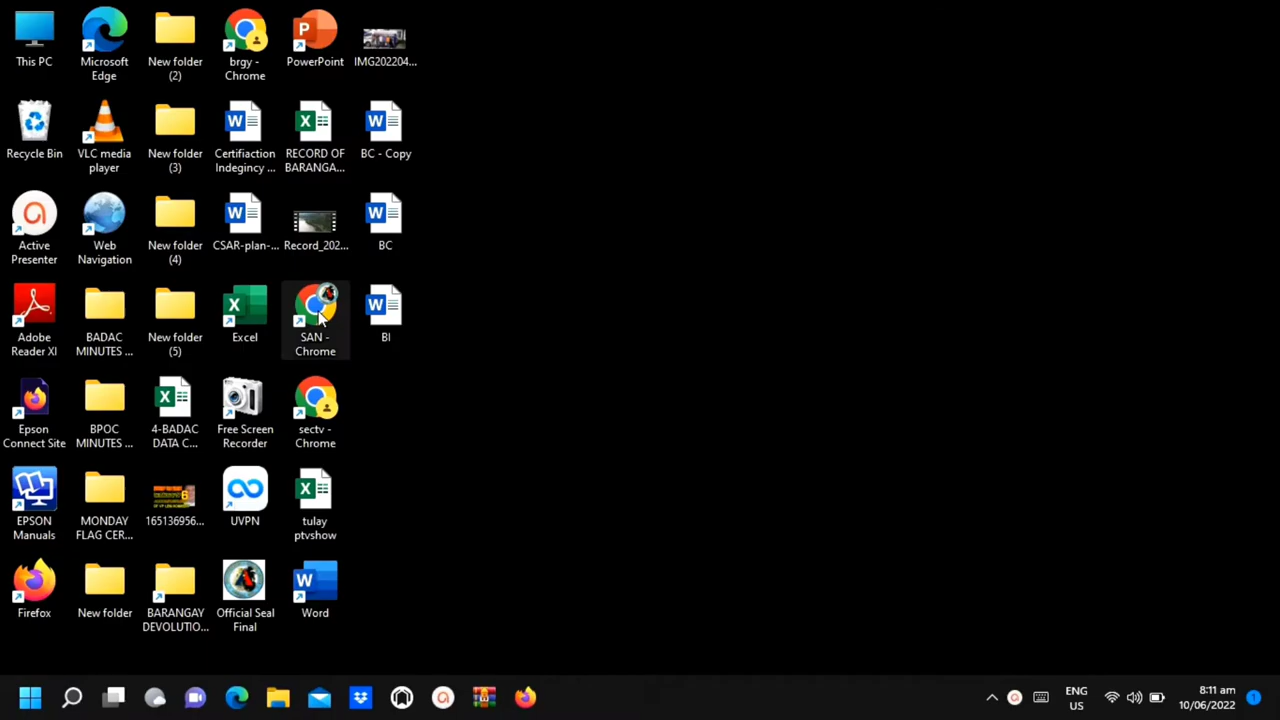 This PC
Microsoft
Edge
New folder
(2)
brgy -
Chrome
PowerPoint
IMG202204...
Recycle Bin
VLC media
player
New folder
(3)
Certifiaction
Indegincy ...
RECORD OF
BARANGA...
BC - Copy
Active
Presenter
Web
Navigation
New folder
(4)
CSAR-plan-...
Record_202...
BC
Adobe
Reader XI
BADAC
MINUTES ...
New folder
(5)
Excel
SAN -
Chrome
BI
Epson
Connect Site
BPOC
MINUTES ...
4-BADAC
DATA C...
Free Screen
Recorder
sectv -
Chrome
EPSON
Manuals
MONDAY
FLAG CER...
165136956...
UVPN
tulay
ptvshow
Firefox
New folder
BARANGAY
DEVOLUTIO...
Official Seal
Final
Word
ENG
US
8:11 am
10/06/2022
1